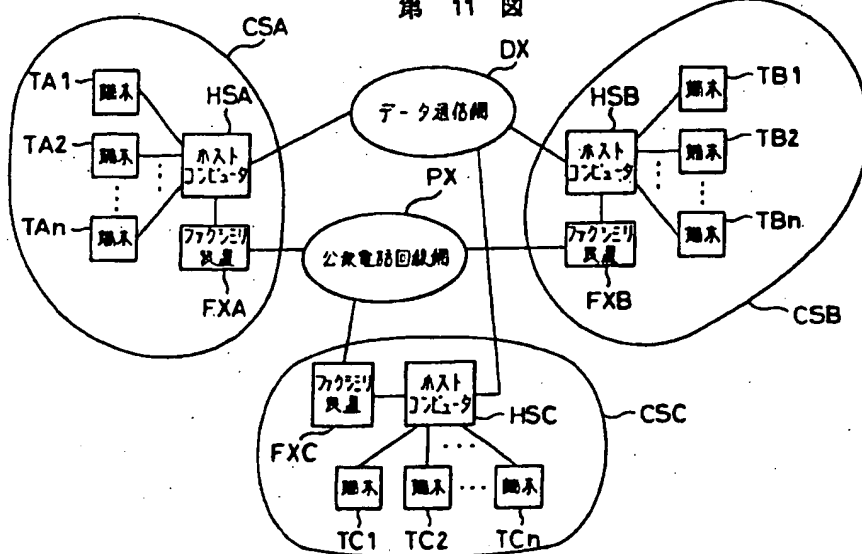 第 11 図
CSA
DX
TA1
端末
HSA
データ通信網
HSB
端末
TB1
TA2
端末
ホスト
コンピュータ
ホスト
コンピュータ
端末
TB2
PX
TAn
端末
ファクシミリ
装置
公衆電話回線網
ファクシミリ
装置
端末
TBn
FXA
FXB
CSB
ファクシミリ
装置
ホスト
コンピュータ
HSC
CSC
FXC
端末
端末
端末
TC1
TC2
TCn